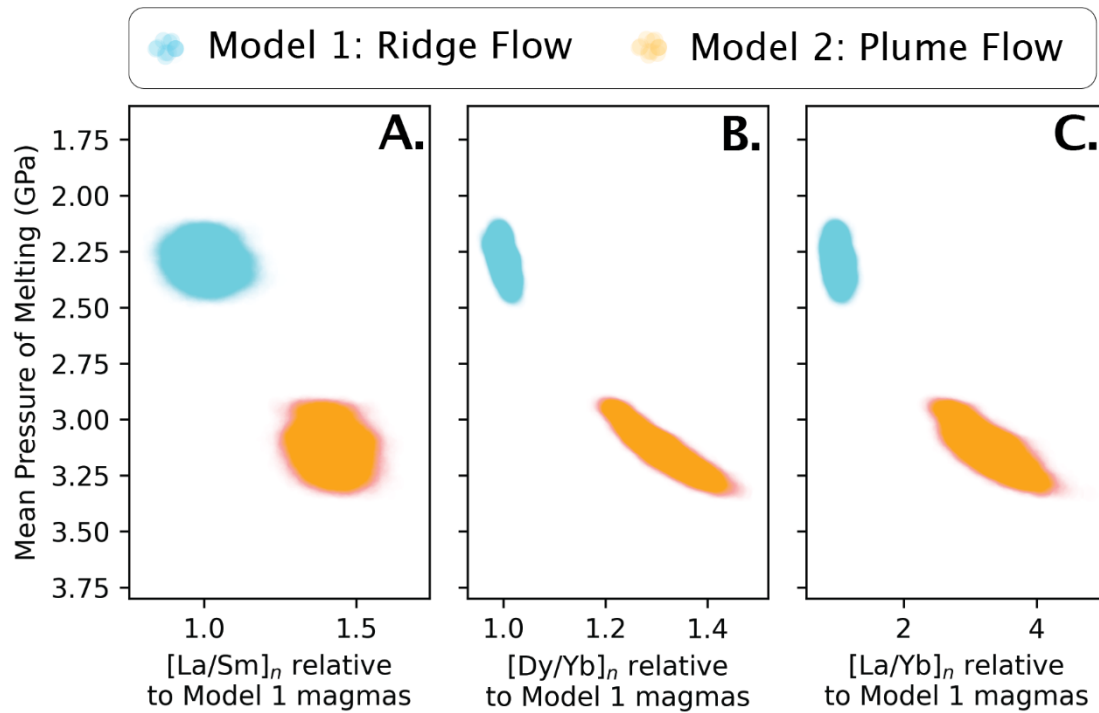 Model 1: Ridge Flow
Model 2: Plume Flow
A.
B.
C.
Mean Pressure of Melting (GPa)
1.75
2.00
2.25
2.50
2.75
3.00
3.25
3.50
3.75
1.0
1.5
[La/Sm]n relative
to Model 1 magmas
1.0
1.2
1.4
[Dy/Yb]n relative
to Model 1 magmas
2
4
[La/Yb]n relative
to Model 1 magmas